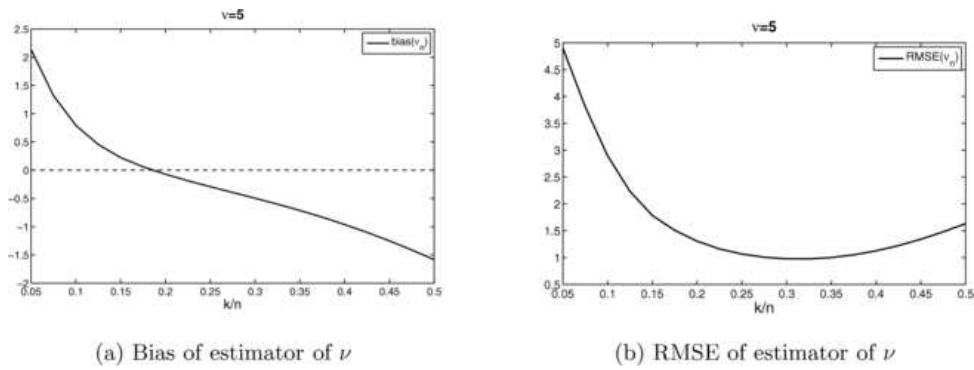 ν=5
bias(ν_n)
2.5
2
1.5
1
0.5
0
−0.5
−1
−1.5
−2
0.05 0.1 0.15 0.2 0.25 0.3 0.35 0.4 0.45 0.5
k/n
(a) Bias of estimator of ν
ν=5
RMSE(ν_n)
5
4.5
4
3.5
3
2.5
2
1.5
1
0.5
0.05 0.1 0.15 0.2 0.25 0.3 0.35 0.4 0.45 0.5
k/n
(b) RMSE of estimator of ν